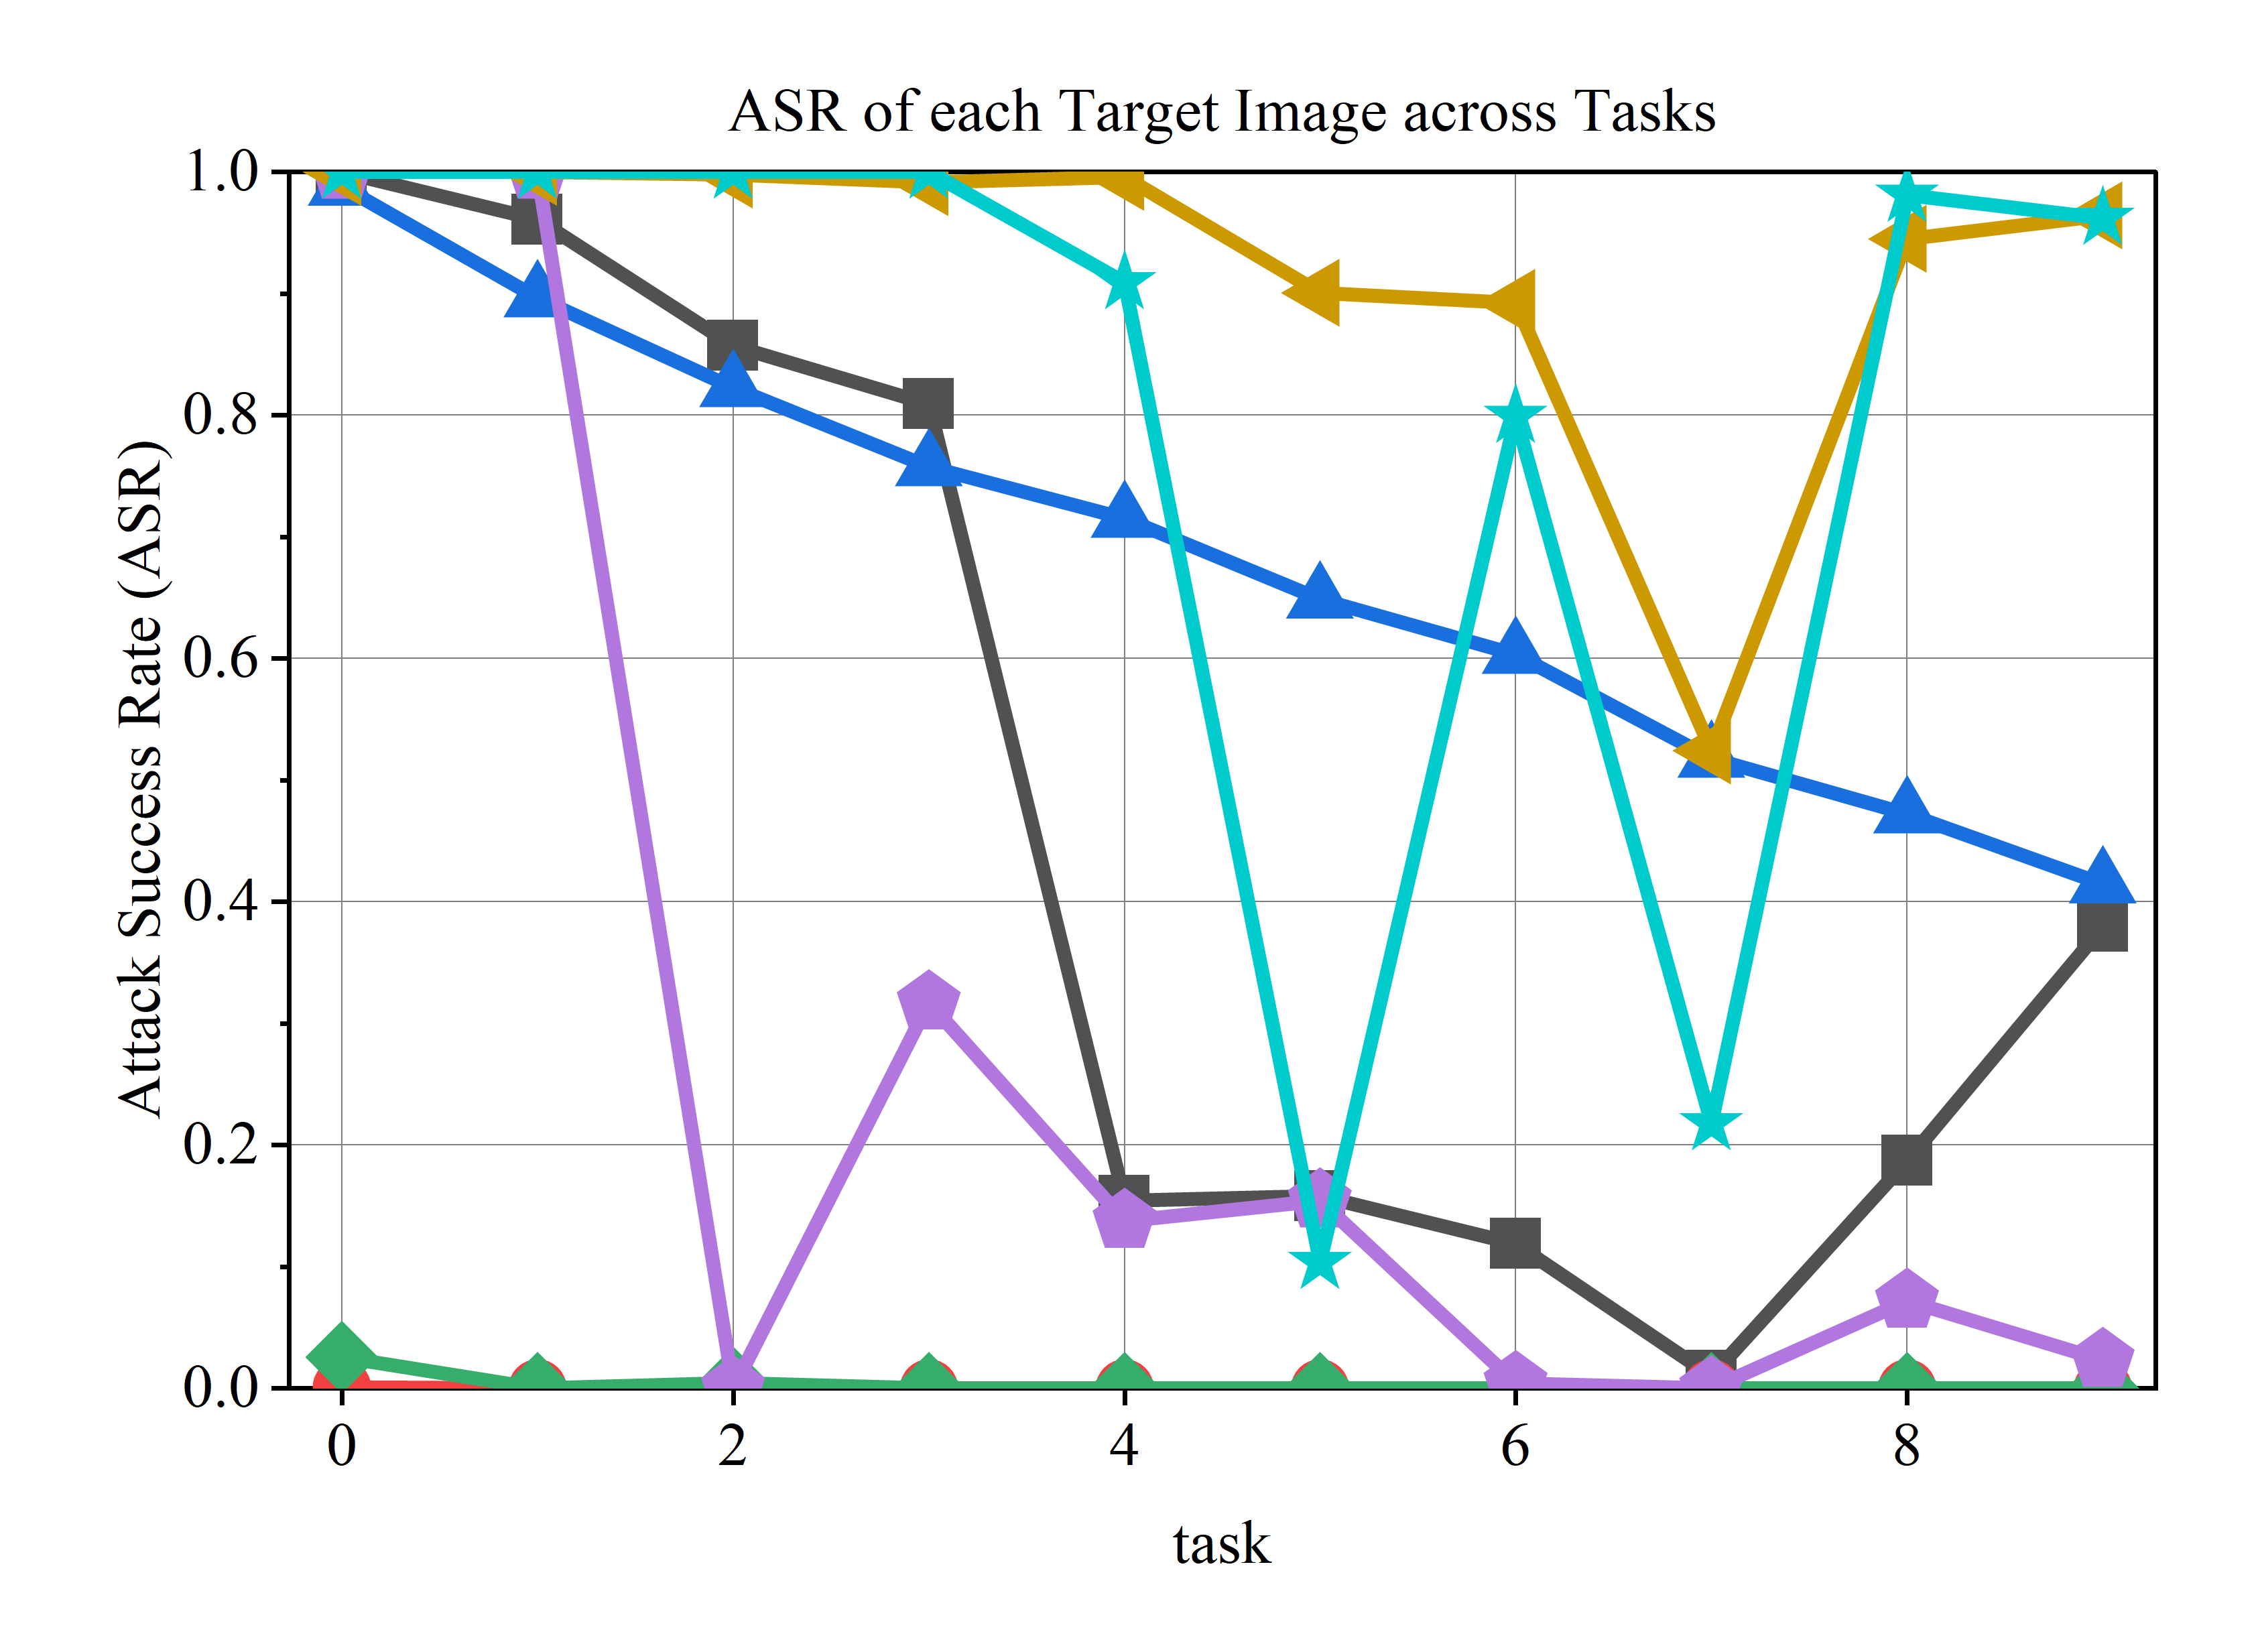 ASR of each Target Image across Tasks
Attack Success Rate (ASR)
1.0
0.8
0.6
0.4
0.2
0.0
0 2 4 6 8
task